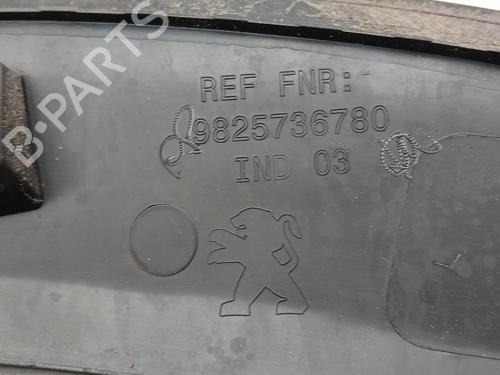 B-PARTS
REF FNR:
9825736780
IND 03